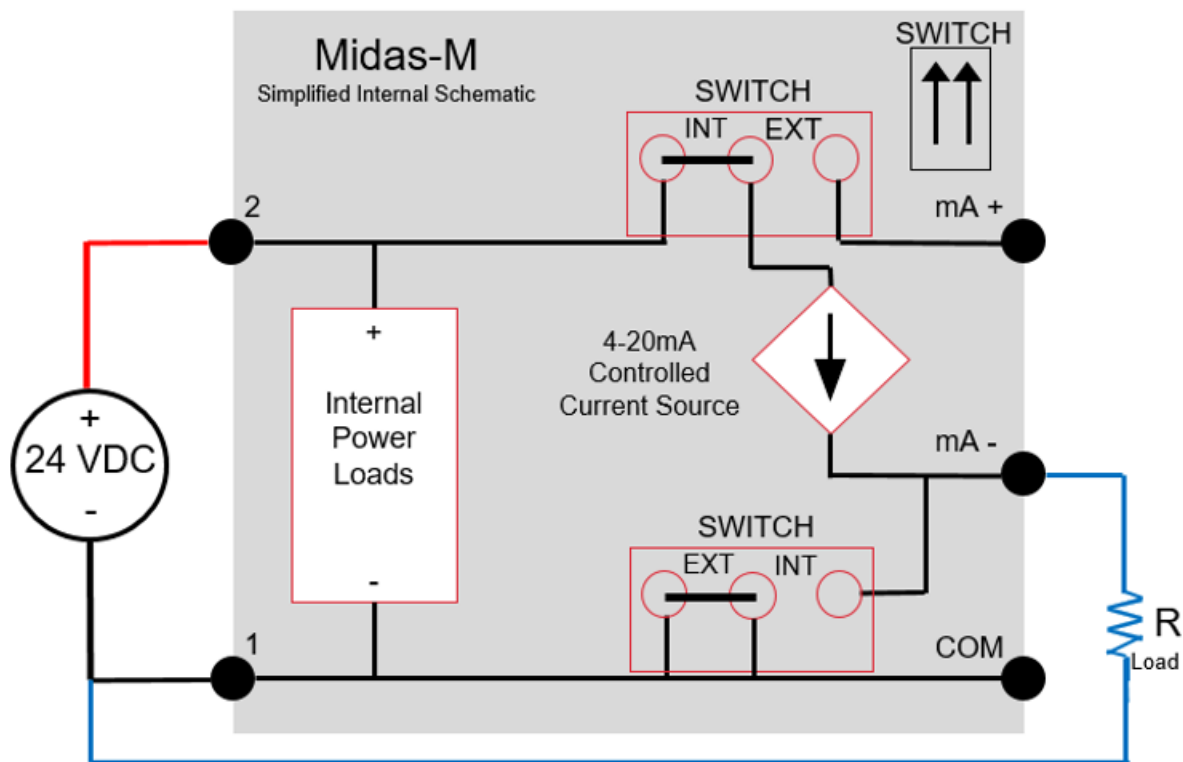 Midas-M
Simplified Internal Schematic
SWITCH
SWITCH
INT EXT
2
mA +
+
4-20mA
Controlled
Current Source
Internal
Power
Loads
+
24 VDC
-
mA -
SWITCH
EXT INT
-
1
COM
R
Load